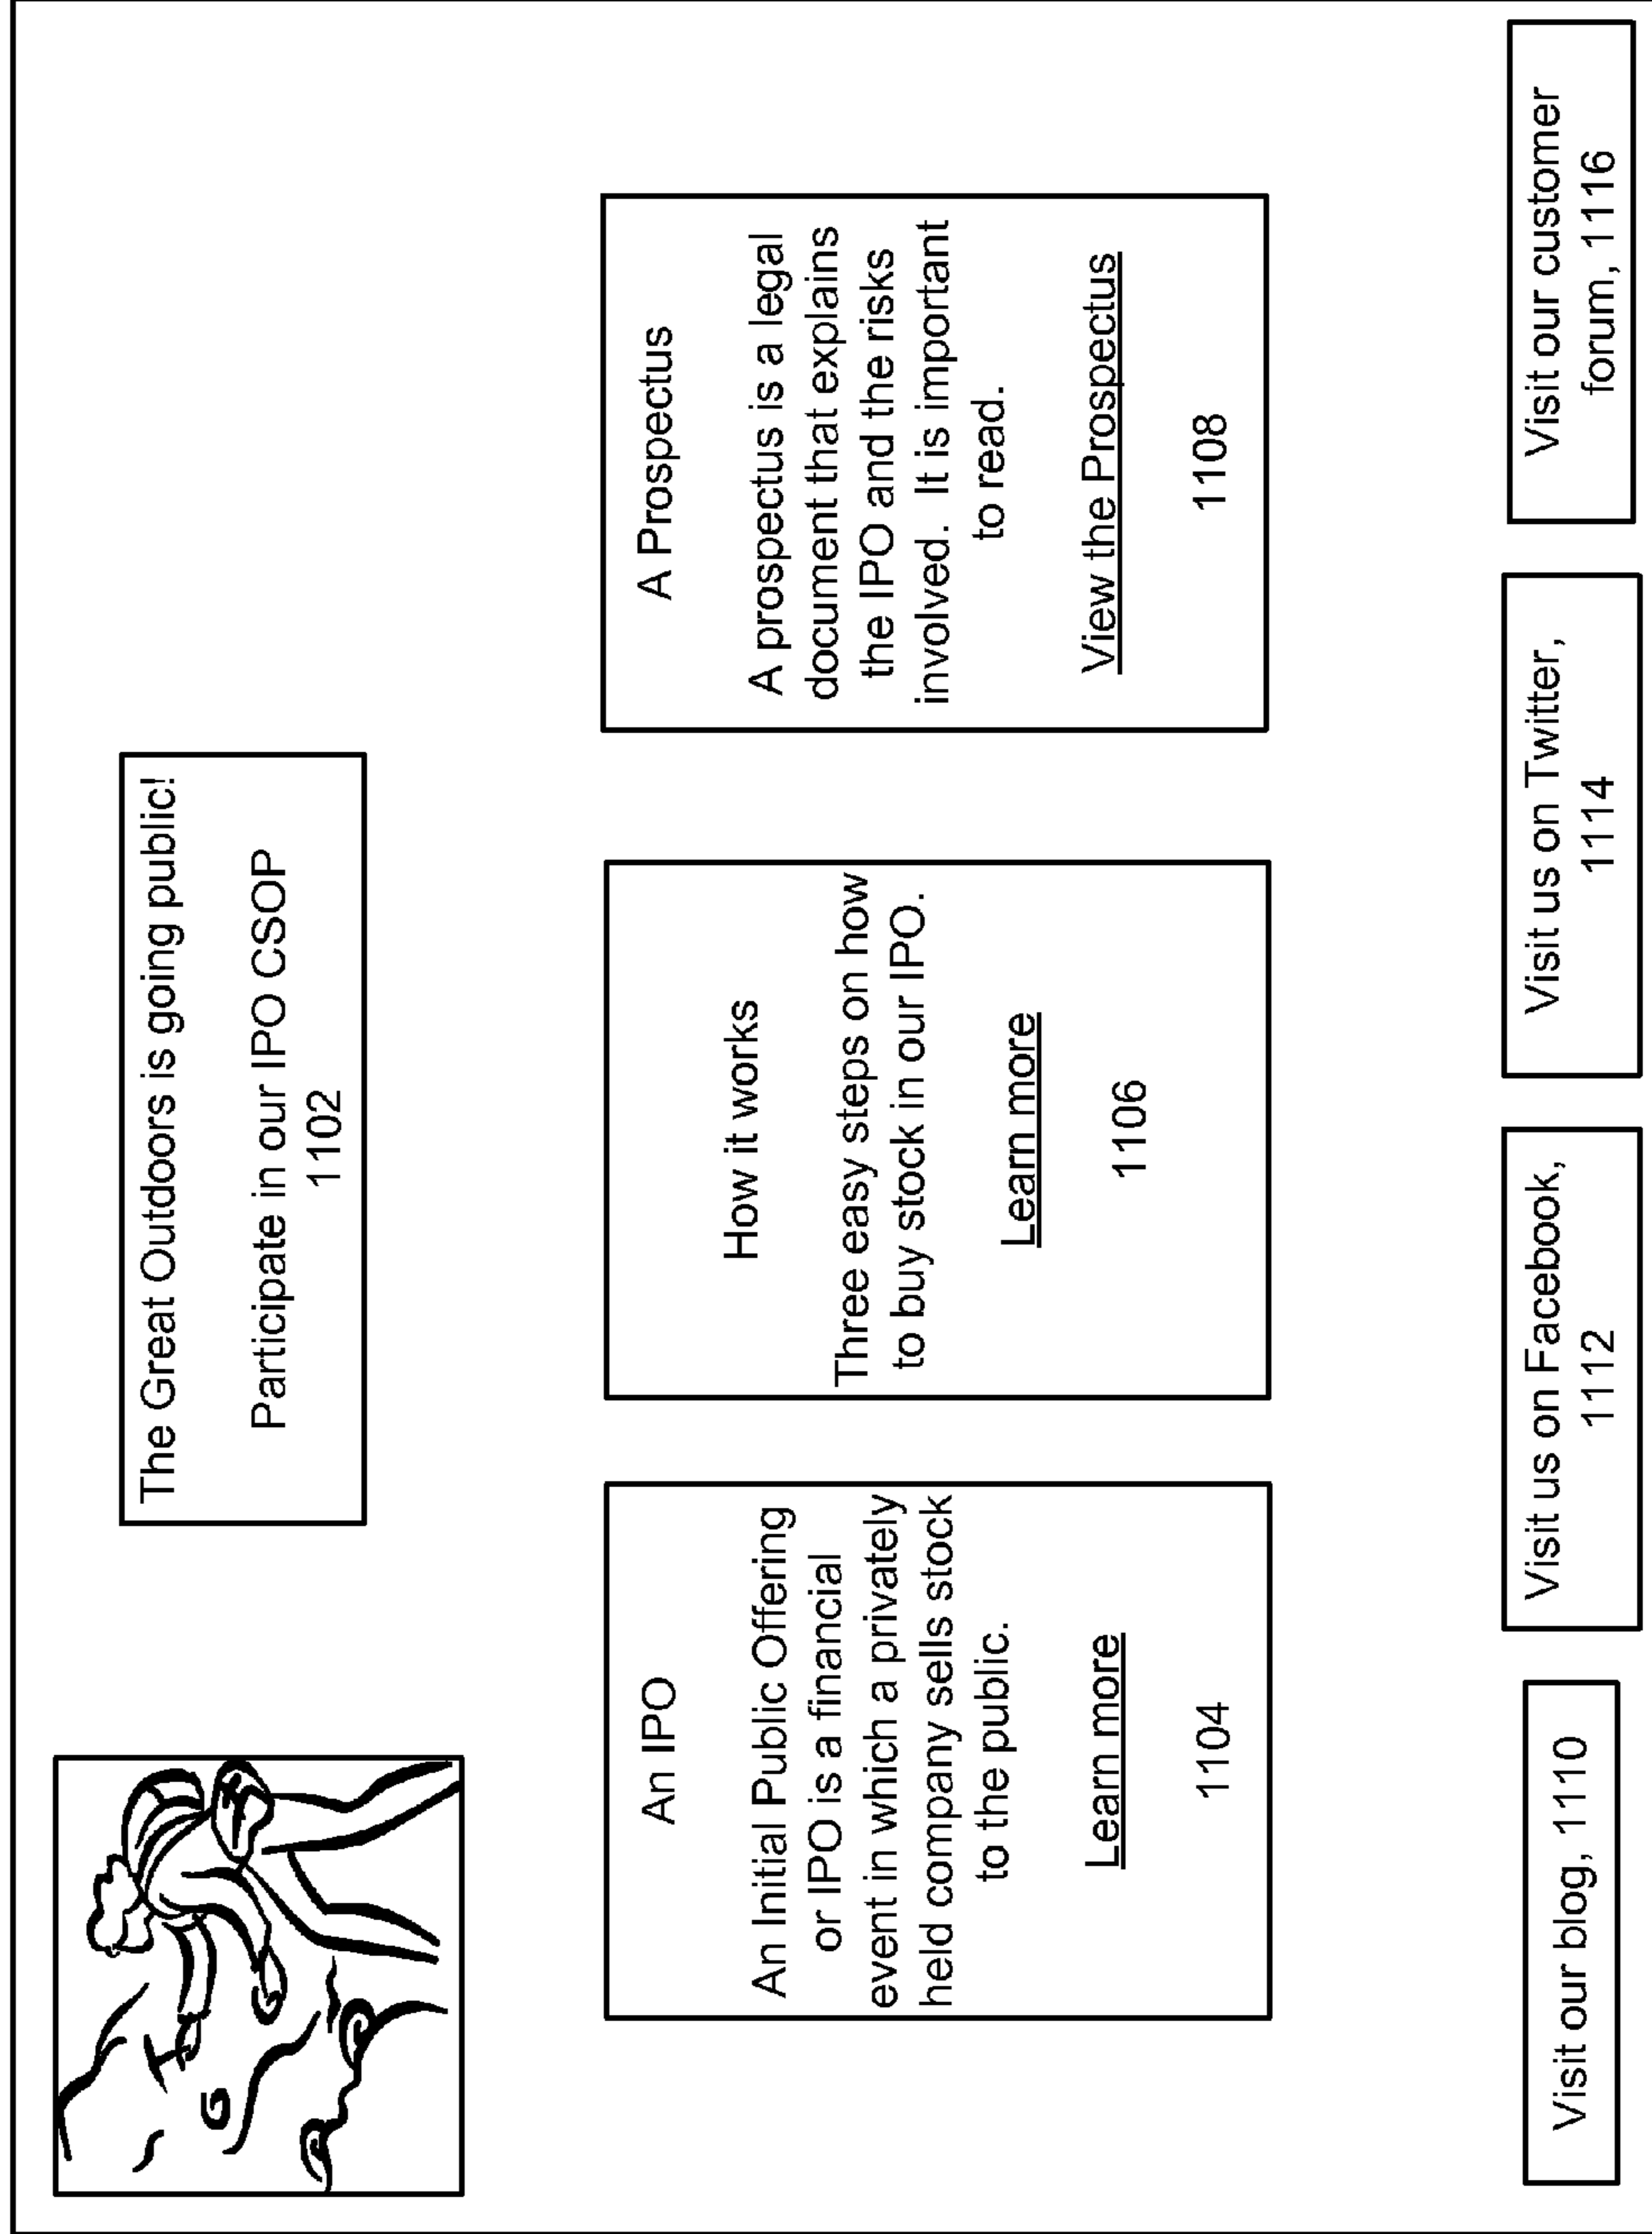 The Great Outdoors is going public!
Participate in our IPO CSOP
1102
An IPO
An Initial Public Offering
or IPO is a financial
event in which a privately
held company sells stock
to the public.
Learn more
1104
How it works
Three easy steps on how
to buy stock in our IPO.
Learn more
1106
A Prospectus
A prospectus is a legal
document that explains
the IPO and the risks
involved.  It is important
to read.
View the Prospectus
1108
Visit our blog, 1110
Visit us on Facebook,
1112
Visit us on Twitter,
1114
Visit our customer
forum, 1116